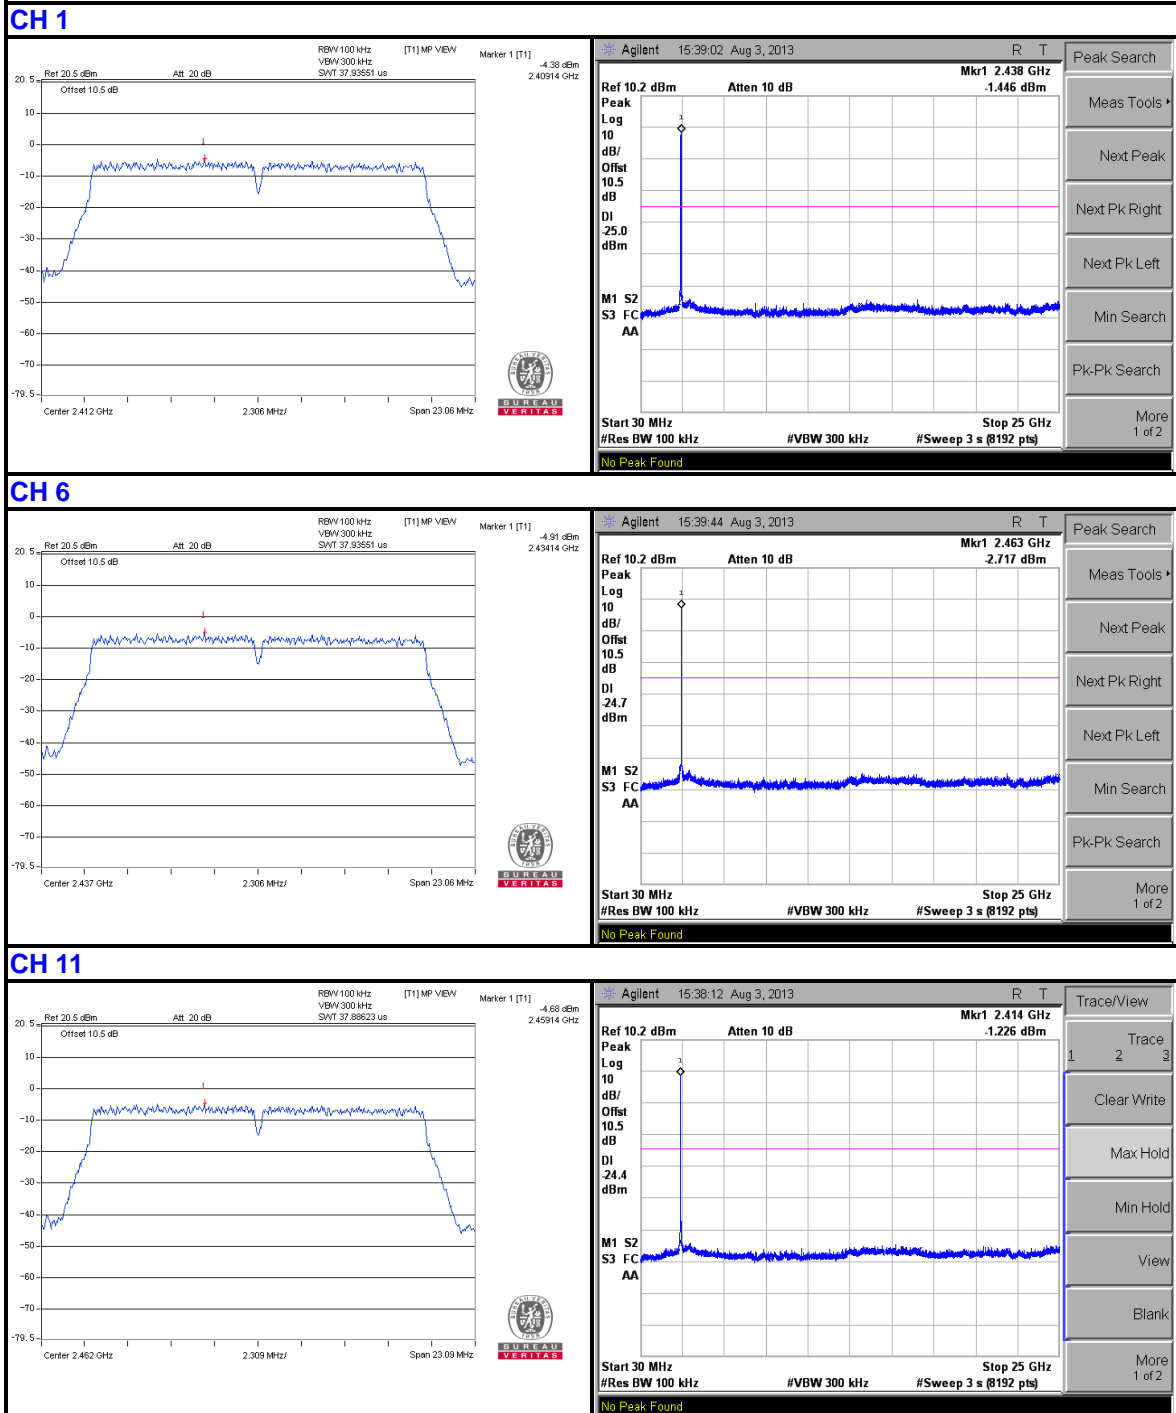 CH 1
RBW 100 kHz [T1] MP VIEW Marker 1 [T1]
VBW 300 kHz -4.38 dBm
Ref 20.5 dBm Att 20 dB SWT 37.93551 us 2.40914 GHz
20.5
Offset 10.5 dB
10
1
0
-10
-20
-30
-40
-50
-60
-70
-79.5
Center 2.412 GHz 2.306 MHz/ Span 23.06 MHz
BUREAU VERITAS
1828
BUREAU
VERITAS
Agilent 15:39:02 Aug 3, 2013 R T
Mkr1 2.438 GHz
Ref 10.2 dBm Atten 10 dB -1.446 dBm
Peak
Log
10
dB/
Offst
10.5
dB
DI
-25.0
dBm
1
M1 S2
S3 FC
AA
Start 30 MHz Stop 25 GHz
#Res BW 100 kHz #VBW 300 kHz #Sweep 3 s (8192 pts)
No Peak Found
Peak Search
Meas Tools
Next Peak
Next Pk Right
Next Pk Left
Min Search
Pk-Pk Search
More
1 of 2
CH 6
RBW 100 kHz [T1] MP VIEW Marker 1 [T1]
VBW 300 kHz -4.91 dBm
Ref 20.5 dBm Att 20 dB SWT 37.93551 us 2.43414 GHz
20.5
Offset 10.5 dB
10
1
0
-10
-20
-30
-40
-50
-60
-70
-79.5
Center 2.437 GHz 2.306 MHz/ Span 23.06 MHz
BUREAU VERITAS
1828
BUREAU
VERITAS
Agilent 15:39:44 Aug 3, 2013 R T
Mkr1 2.463 GHz
Ref 10.2 dBm Atten 10 dB -2.717 dBm
Peak
Log
10
dB/
Offst
10.5
dB
DI
-24.7
dBm
1
M1 S2
S3 FC
AA
Start 30 MHz Stop 25 GHz
#Res BW 100 kHz #VBW 300 kHz #Sweep 3 s (8192 pts)
No Peak Found
Peak Search
Meas Tools
Next Peak
Next Pk Right
Next Pk Left
Min Search
Pk-Pk Search
More
1 of 2
CH 11
RBW 100 kHz [T1] MP VIEW Marker 1 [T1]
VBW 300 kHz -4.68 dBm
Ref 20.5 dBm Att 20 dB SWT 37.88623 us 2.45914 GHz
20.5
Offset 10.5 dB
10
1
0
-10
-20
-30
-40
-50
-60
-70
-79.5
Center 2.462 GHz 2.309 MHz/ Span 23.09 MHz
BUREAU VERITAS
1828
BUREAU
VERITAS
Agilent 15:38:12 Aug 3, 2013 R T
Mkr1 2.414 GHz
Ref 10.2 dBm Atten 10 dB -1.226 dBm
Peak
Log
10
dB/
Offst
10.5
dB
DI
-24.4
dBm
1
M1 S2
S3 FC
AA
Start 30 MHz Stop 25 GHz
#Res BW 100 kHz #VBW 300 kHz #Sweep 3 s (8192 pts)
No Peak Found
Trace/View
Trace
1 2 3
Clear Write
Max Hold
Min Hold
View
Blank
More
1 of 2